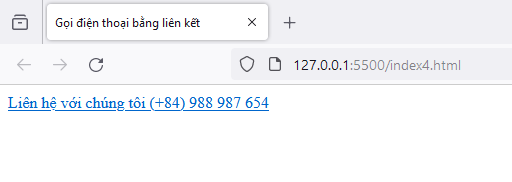 Gọi điện thoại bằng liên kết
127.0.0.1:5500/index4.html
Liên hệ với chúng tôi (+84) 988 987 654